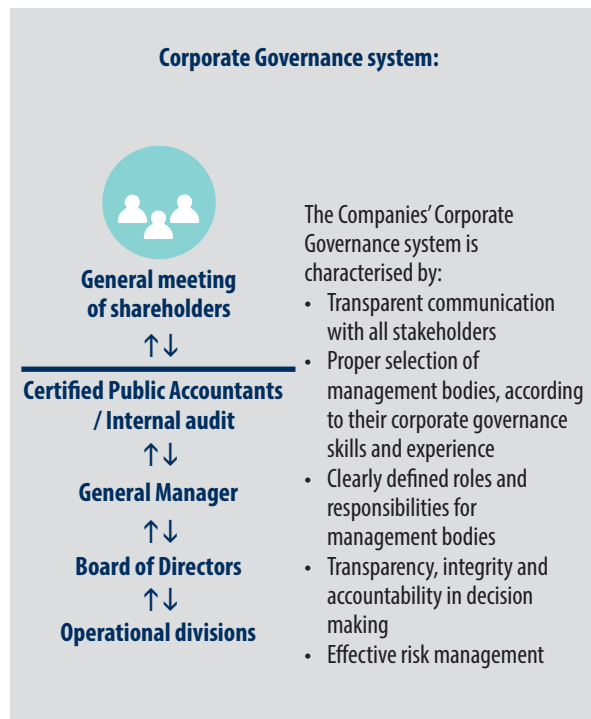 Corporate Governance system:
General meeting
of shareholders
↑↓
Certified Public Accountants
/ Internal audit
↑↓
General Manager
↑↓
Board of Directors
↑↓
Operational divisions
The Companies’ Corporate
Governance system is
characterised by:
• Transparent communication
with all stakeholders
• Proper selection of
management bodies, according
to their corporate governance
skills and experience
• Clearly defined roles and
responsibilities for
management bodies
• Transparency, integrity and
accountability in decision
making
• Effective risk management